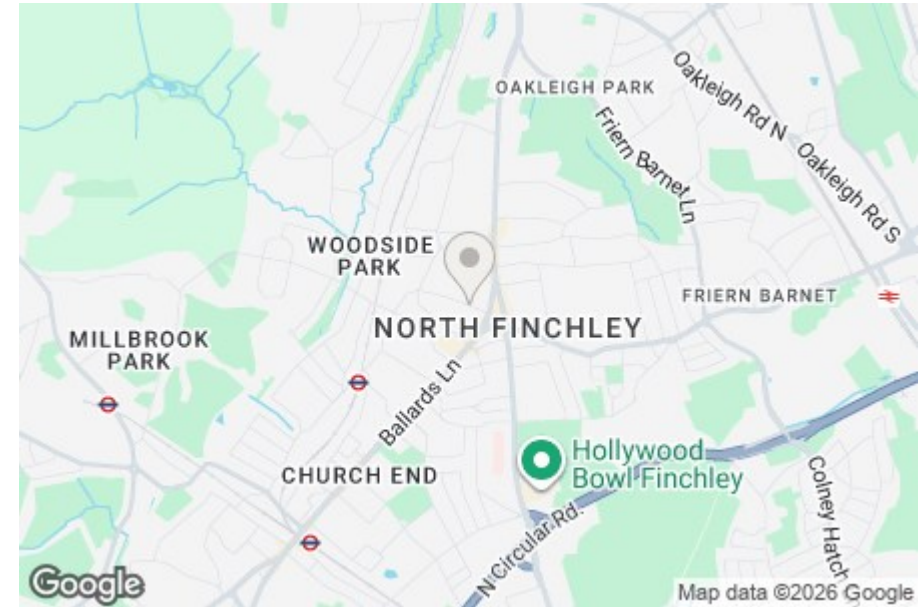 OAKLEIGH PARK
Oakleigh Rd N
Oakleigh Rd S
Friern Barnet Ln
WOODSIDE
PARK
FRIERN BARNET
NORTH FINCHLEY
MILLBROOK
PARK
Ballards Ln
Hollywood
Bowl Finchley
CHURCH END
Colney Hatch
N Circular Rd.
Google
Map data ©2026 Google